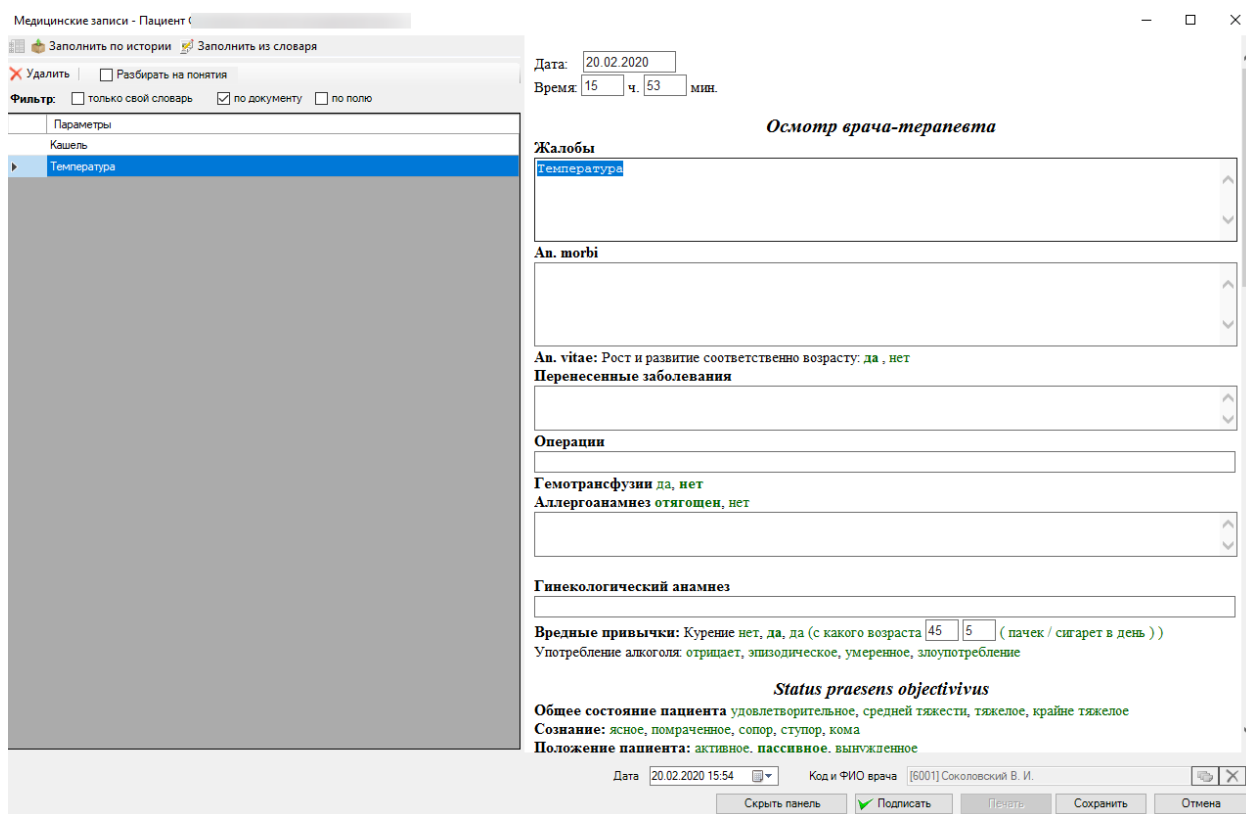 Медицинские записи - Пациент
Заполнить по истории Заполнить из словаря
Удалить Разбирать на понятия
Фильтр: только свой словарь по документу по полю
Параметры
Кашель
Температура
Дата: 20.02.2020
Время: 15 ч. 53 мин.
Осмотр врача-терапевта
Жалобы
Температура
An. morbi
An. vitae: Рост и развитие соответственно возрасту: да , нет
Перенесенные заболевания
Операции
Гемотрансфузии да, нет
Аллергоанамнез отягощен, нет
Гинекологический анамнез
Вредные привычки: Курение нет, да, да (с какого возраста 45 5 ( пачек / сигарет в день ) )
Употребление алкоголя: отрицает, эпизодическое, умеренное, злоупотребление
Status praesens objectivivus
Общее состояние пациента удовлетворительное, средней тяжести, тяжелое, крайне тяжелое
Сознание: ясное, помраченное, сопор, ступор, кома
Положение пациента: активное, пассивное, вынужденное
Дата 20.02.2020 15:54 Код и ФИО врача [6001] Соколовский В. И.
Скрыть панель Подписать Печать Сохранить Отмена